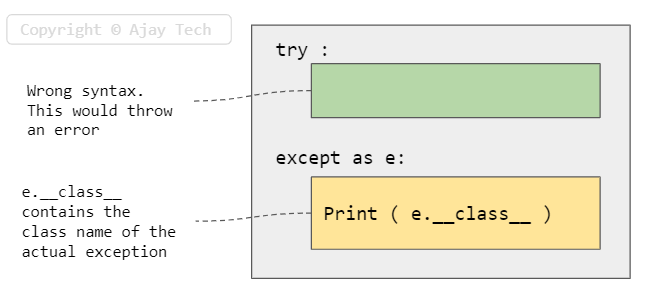 Copyright © Ajay Tech
try :
Wrong syntax.
This would throw
an error
except as e:
e.__class__
contains the
class name of the
actual exception
Print ( e.__class__ )